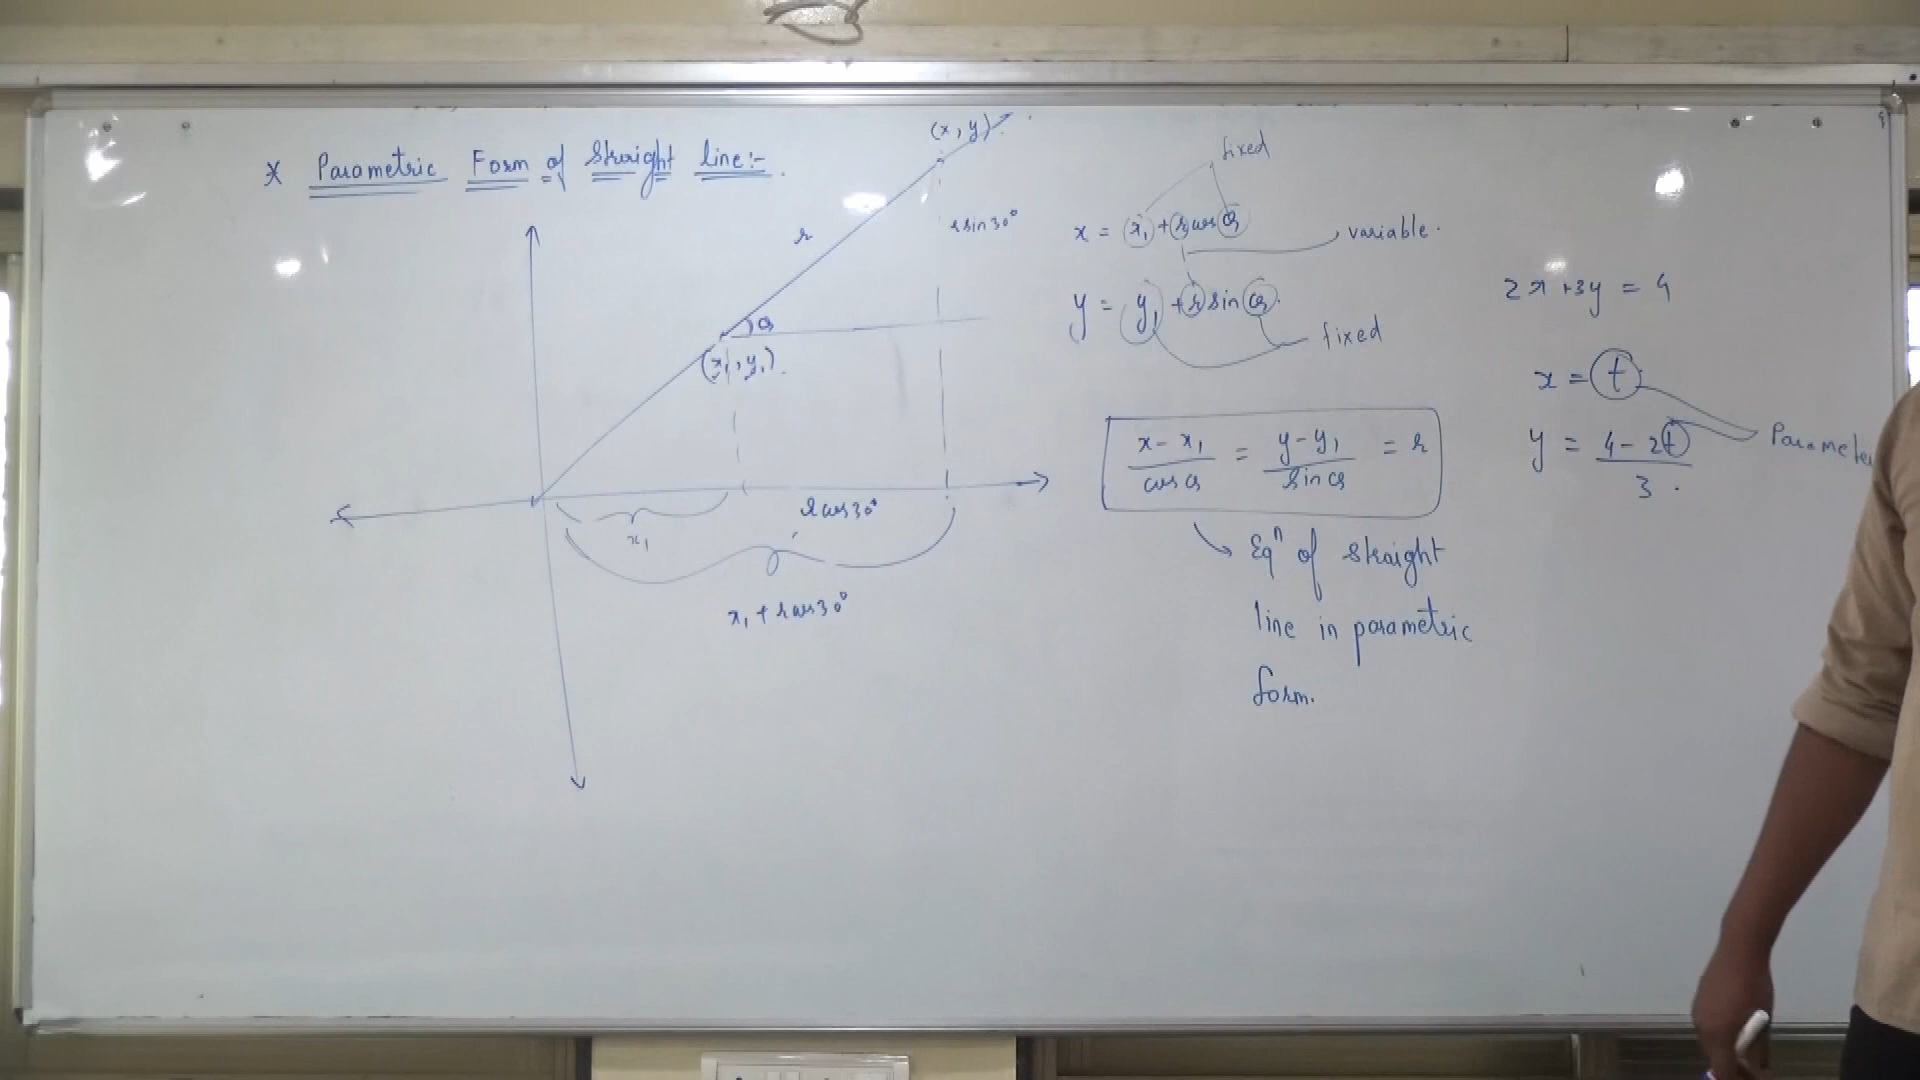 * Parametric Form of Straight line:-
(x, y)
r
r sin 30°
θ
(x₁, y₁)
x₁
r cos 30°
x₁ + r cos 30°
fixed
x = x₁ + r cos θ
variable.
y = y₁ + r sin θ.
fixed
(x - x₁)/cos θ = (y - y₁)/sin θ = r
Eqⁿ of straight
line in parametric
form.
2x + 3y = 4
x = t
y = (4 - 2t)/3.
Parameter